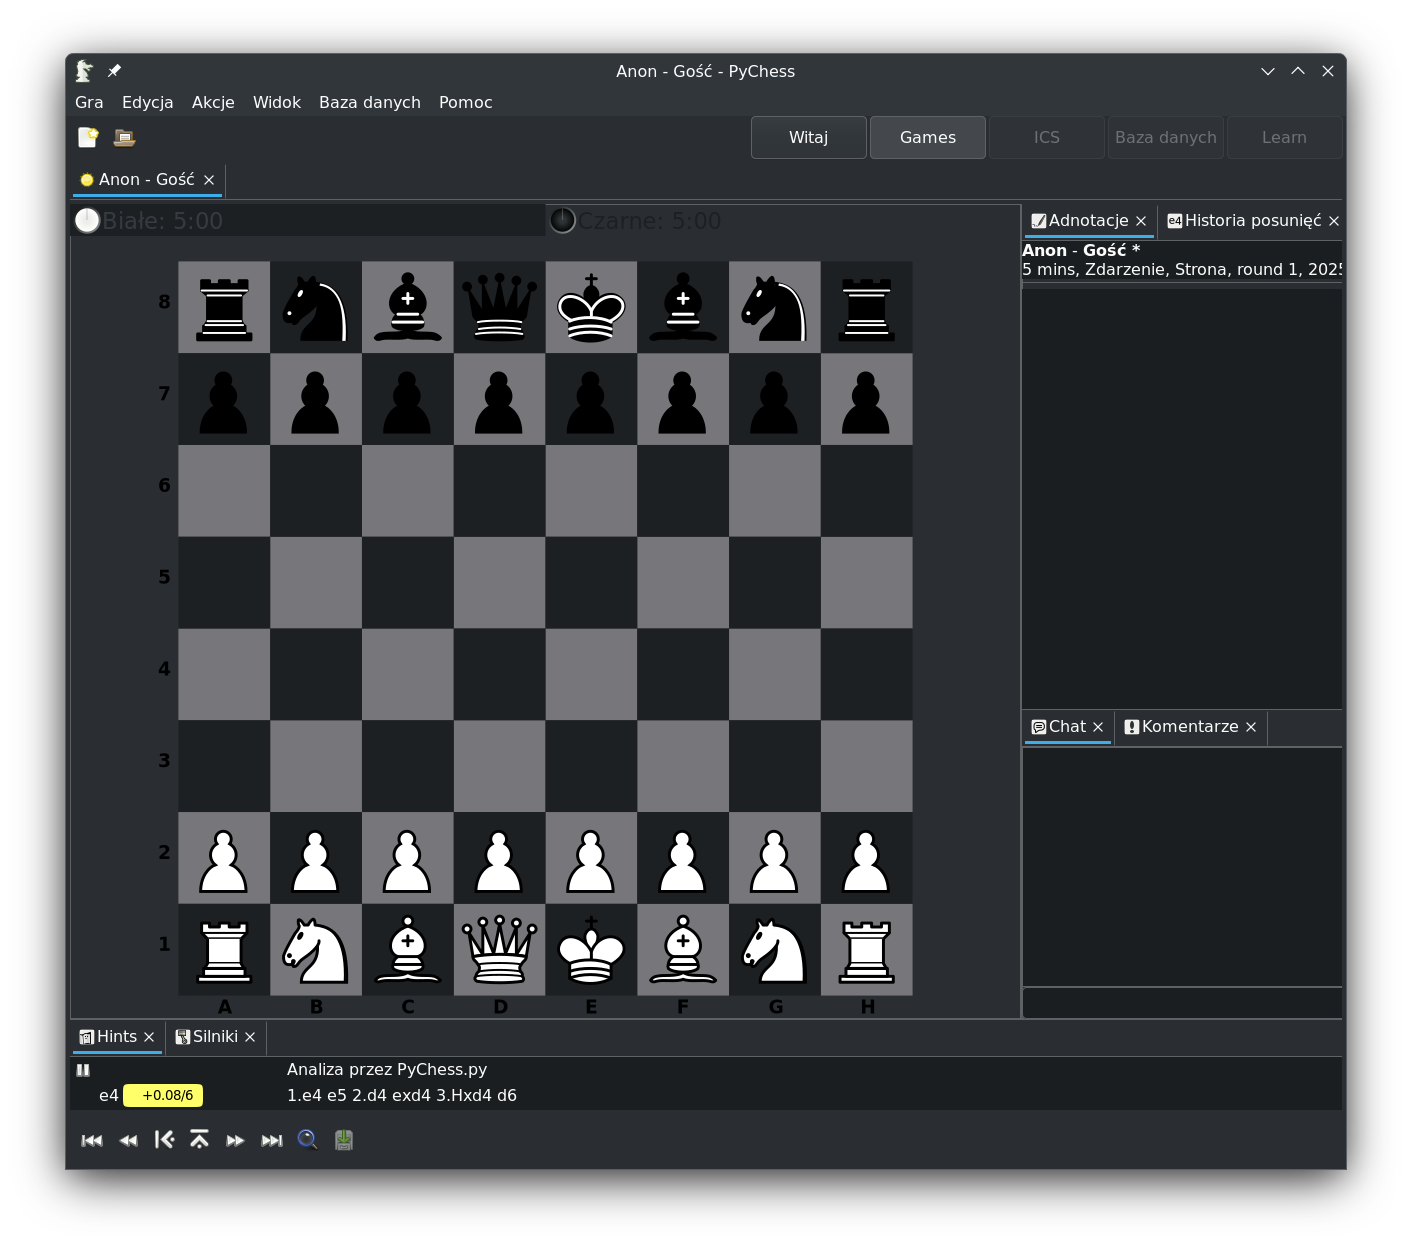 Anon - Gość - PyChess
Gra Edycja Akcje Widok Baza danych Pomoc
Witaj Games ICS Baza danych Learn
Anon - Gość
Białe: 5:00 Czarne: 5:00
Adnotacje e4 Historia posunięć
Anon - Gość *
5 mins, Zdarzenie, Strona, round 1, 2025
8
7
6
5
4
3
2
1
A B C D E F G H
Chat Komentarze
Hints Silniki
Analiza przez PyChess.py
e4 +0.08/6 1.e4 e5 2.d4 exd4 3.Hxd4 d6